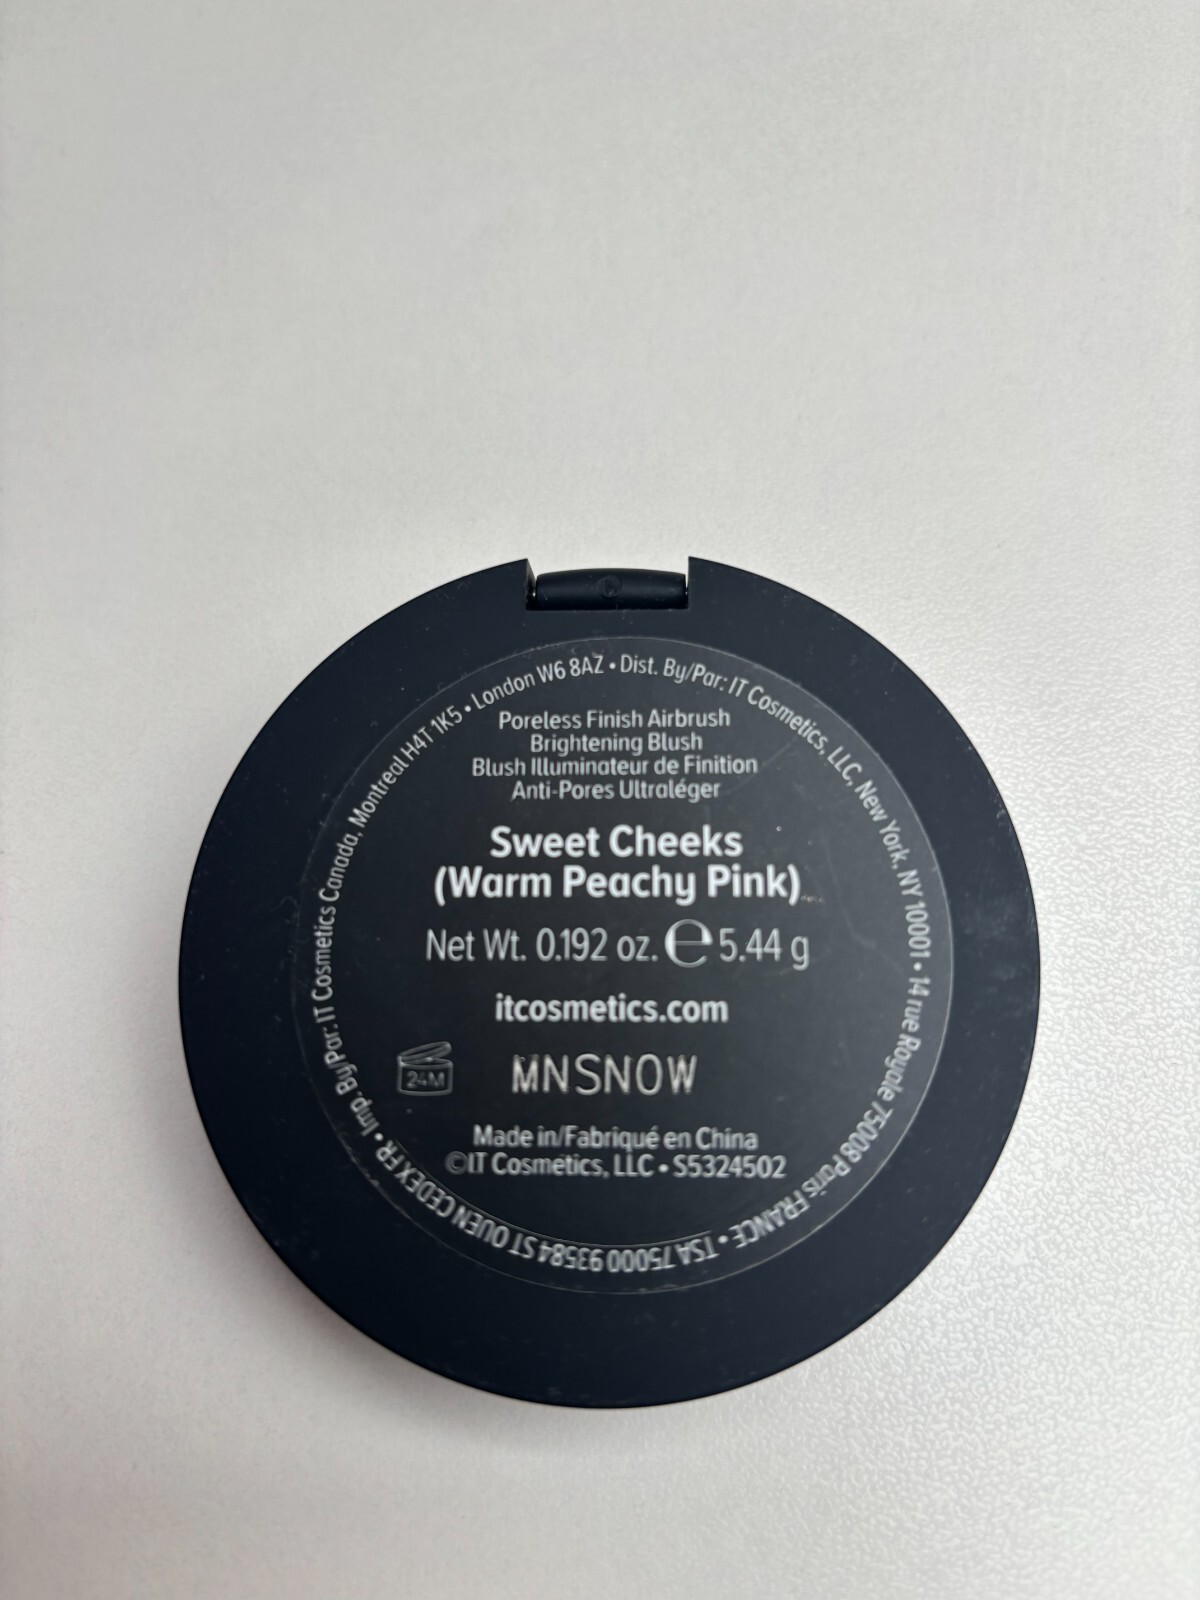 Imp. By/Par: IT Cosmetics Canada, Montreal H4T 1K5 • London W6 8AZ • Dist. By/Par: IT Cosmetics, LLC, New York, NY 10001 • 14 rue Royale 75008 Paris FRANCE • TSA 75000 93584 ST OUEN CEDEX FR •
Poreless Finish Airbrush
Brightening Blush
Blush Illuminateur de Finition
Anti-Pores Ultraléger
Sweet Cheeks
(Warm Peachy Pink)
Net Wt. 0.192 oz. ℮ 5.44 g
itcosmetics.com
24M MNSNOW
Made in/Fabriqué en China
©IT Cosmetics, LLC • S5324502